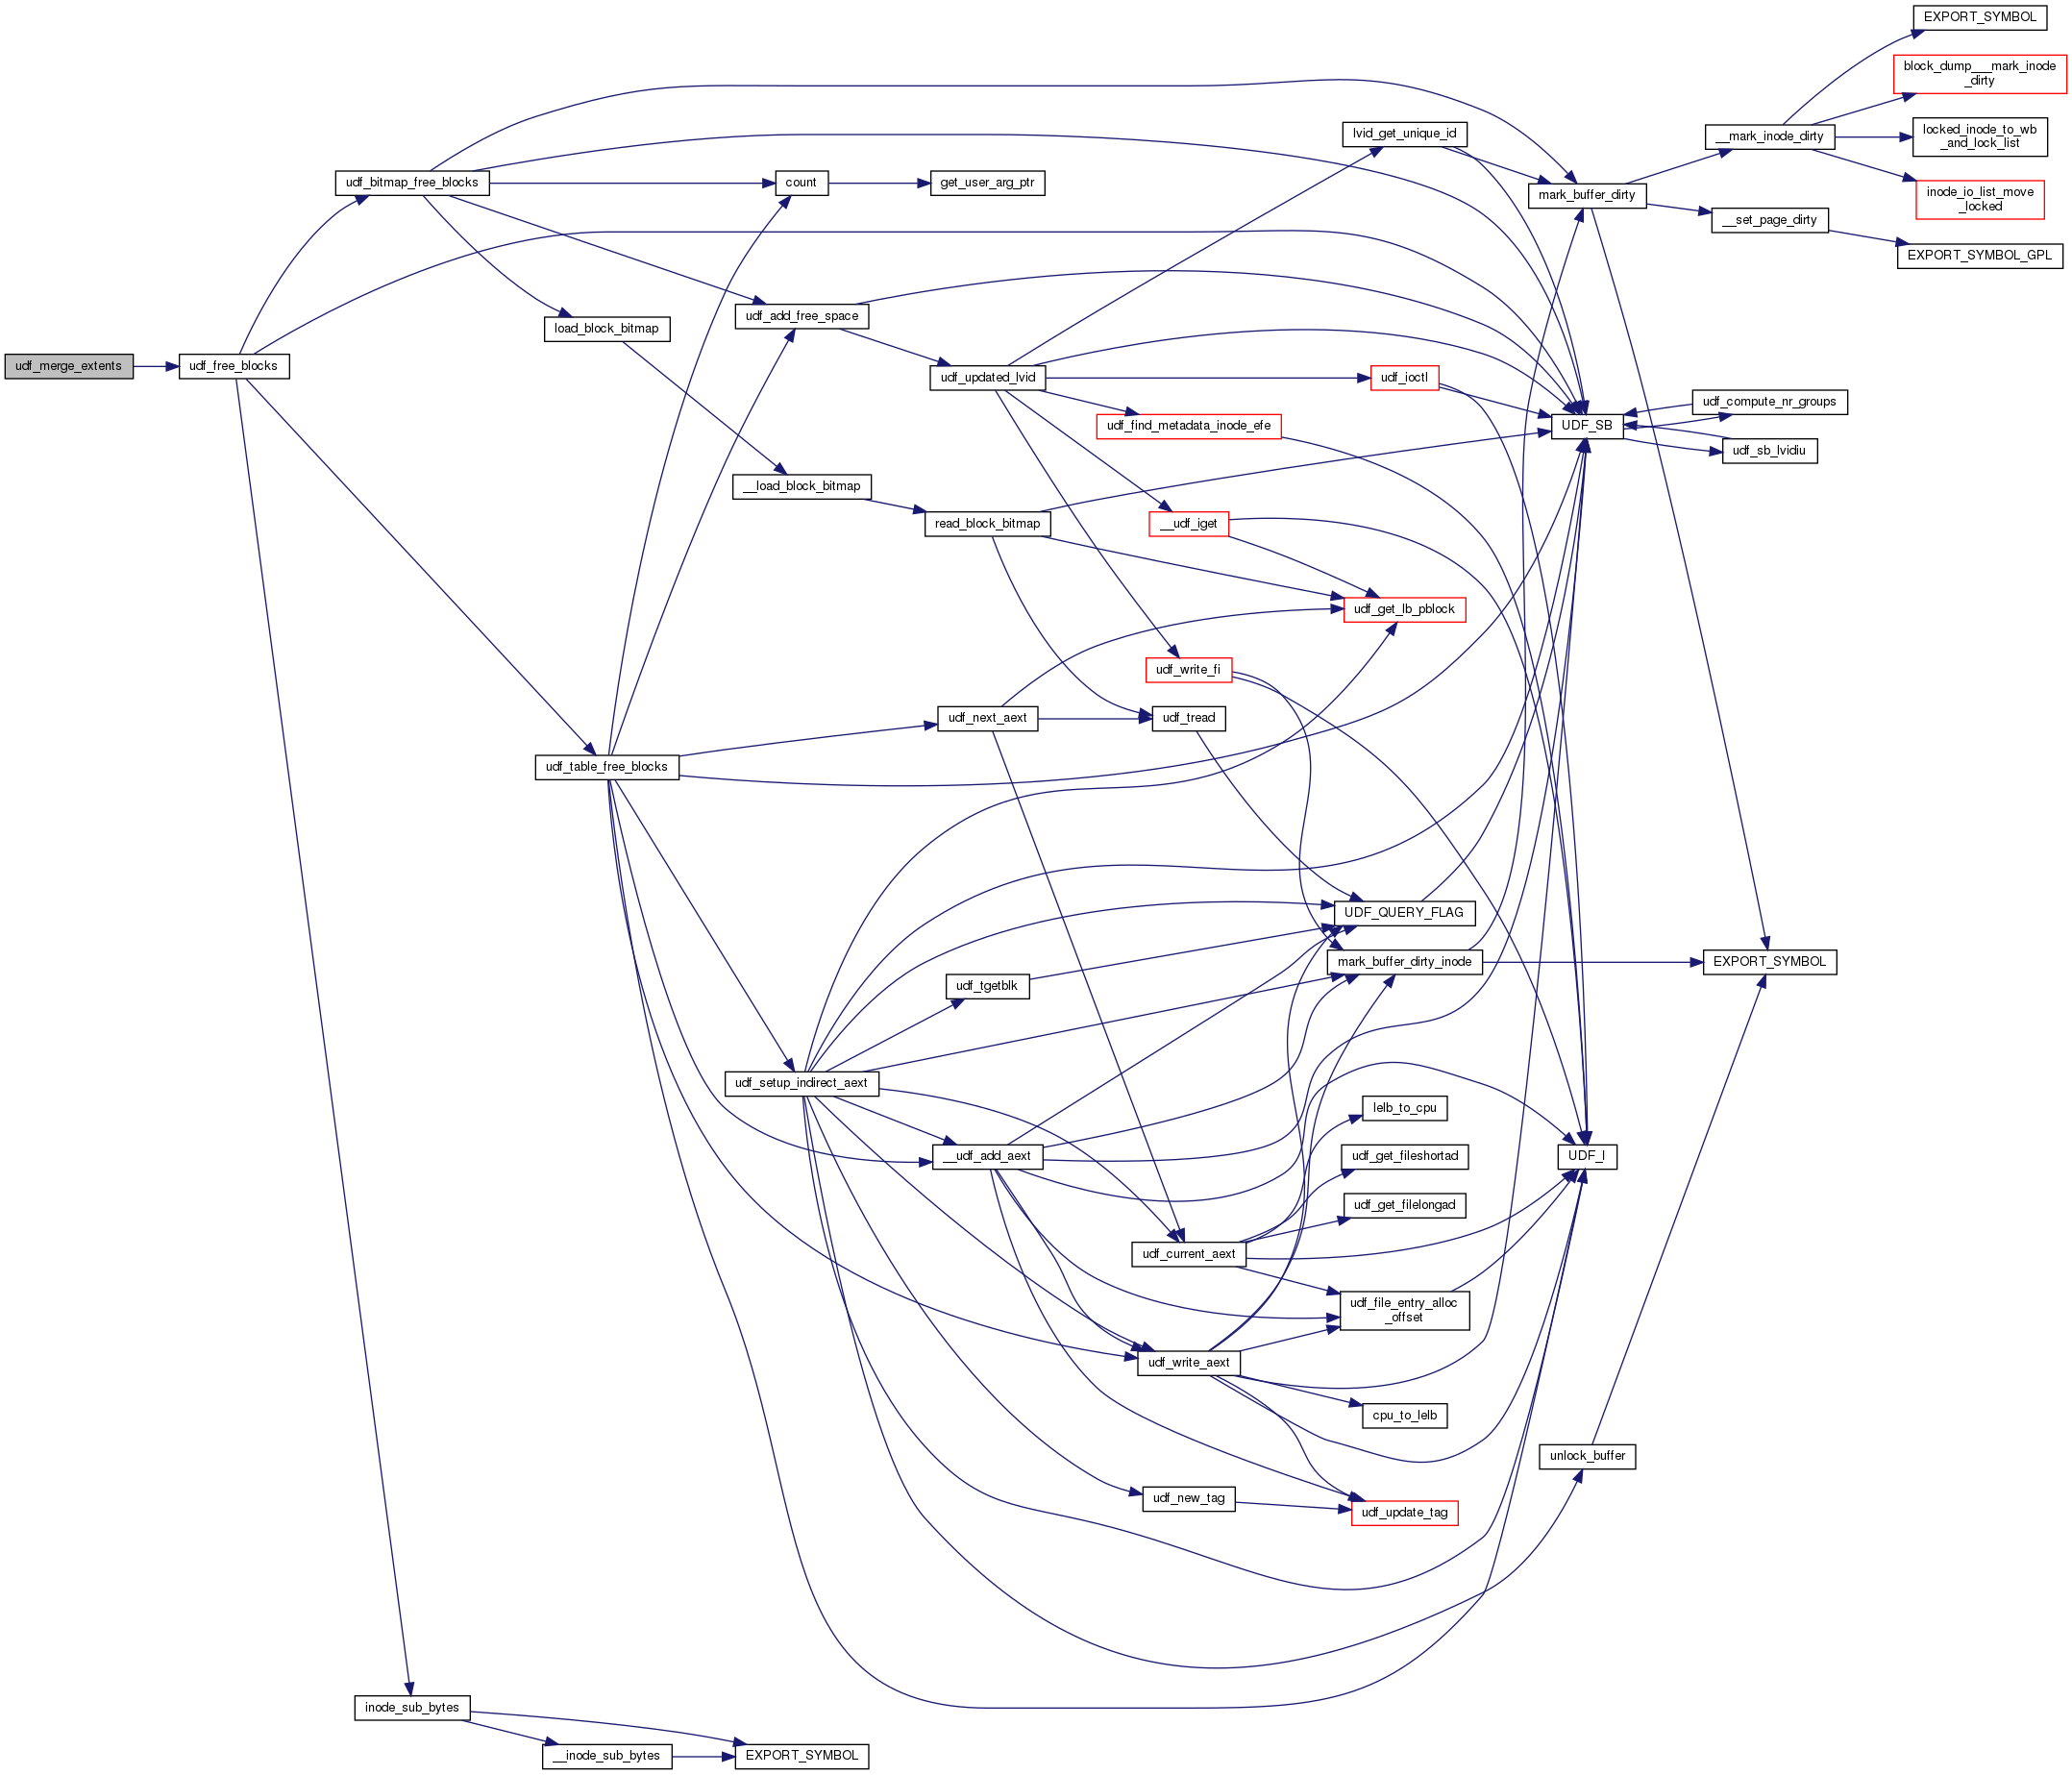 EXPORT_SYMBOL
block_dump___mark_inode
_dirty
lvid_get_unique_id
__mark_inode_dirty
locked_inode_to_wb
_and_lock_list
udf_bitmap_free_blocks
count
get_user_arg_ptr
mark_buffer_dirty
inode_io_list_move
_locked
__set_page_dirty
EXPORT_SYMBOL_GPL
load_block_bitmap
udf_add_free_space
udf_merge_extents
udf_free_blocks
udf_updated_lvid
udf_ioctl
udf_compute_nr_groups
udf_find_metadata_inode_efe
UDF_SB
udf_sb_lvidiu
__load_block_bitmap
read_block_bitmap
__udf_iget
udf_get_lb_pblock
udf_write_fi
udf_next_aext
udf_tread
udf_table_free_blocks
UDF_QUERY_FLAG
mark_buffer_dirty_inode
EXPORT_SYMBOL
udf_tgetblk
udf_setup_indirect_aext
lelb_to_cpu
__udf_add_aext
udf_get_fileshortad
UDF_I
udf_get_filelongad
udf_current_aext
udf_file_entry_alloc
_offset
udf_write_aext
cpu_to_lelb
unlock_buffer
udf_new_tag
udf_update_tag
inode_sub_bytes
__inode_sub_bytes
EXPORT_SYMBOL